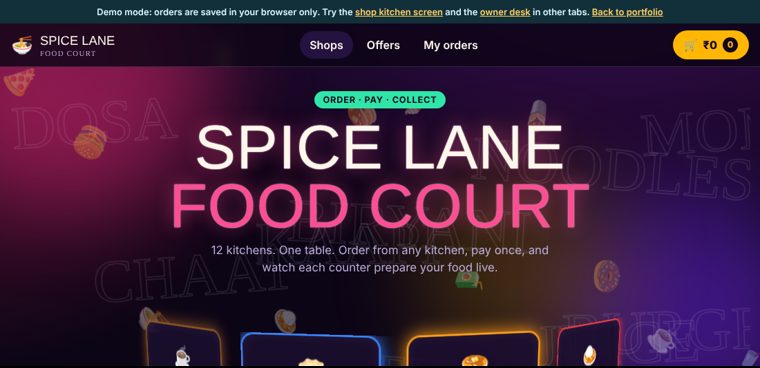 Demo mode: orders are saved in your browser only. Try the shop kitchen screen and the owner desk in other tabs. Back to portfolio
SPICE LANE
FOOD COURT
Shops
Offers
My orders
₹0
0
ORDER · PAY · COLLECT
DOSA
NOODLES
SPICE LANE
FOOD COURT
12 kitchens. One table. Order from any kitchen, pay once, and
watch each counter prepare your food live.
CHAAT